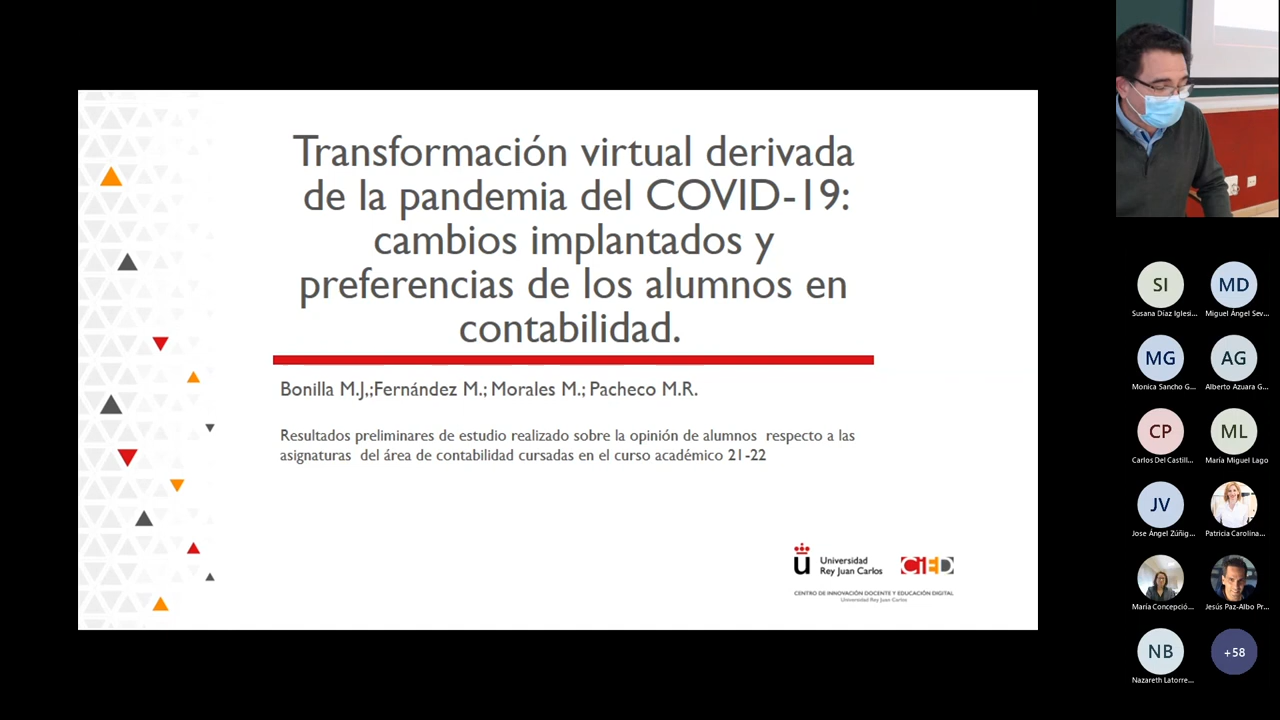 Transformación virtual derivada
de la pandemia del COVID-19:
cambios implantados y
preferencias de los alumnos en
contabilidad.
Bonilla M.J,;Fernández M.; Morales M.; Pacheco M.R.
Resultados preliminares de estudio realizado sobre la opinión de alumnos respecto a las
asignaturas del área de contabilidad cursadas en el curso académico 21-22
Universidad
Rey Juan Carlos
CiED
CENTRO DE INNOVACIÓN DOCENTE Y EDUCACIÓN DIGITAL
Universidad Rey Juan Carlos
SI
MD
Susana Díaz Iglesi...
Miguel Ángel Sev...
MG
AG
Monica Sancho G...
Alberto Azuara G...
CP
ML
Carlos Del Castill...
María Miguel Lago
JV
Jose Ángel Zúñig...
Patricia Carolina...
María Concepció...
Jesús Paz-Albo Pr...
NB
+58
Nazareth Latorre...